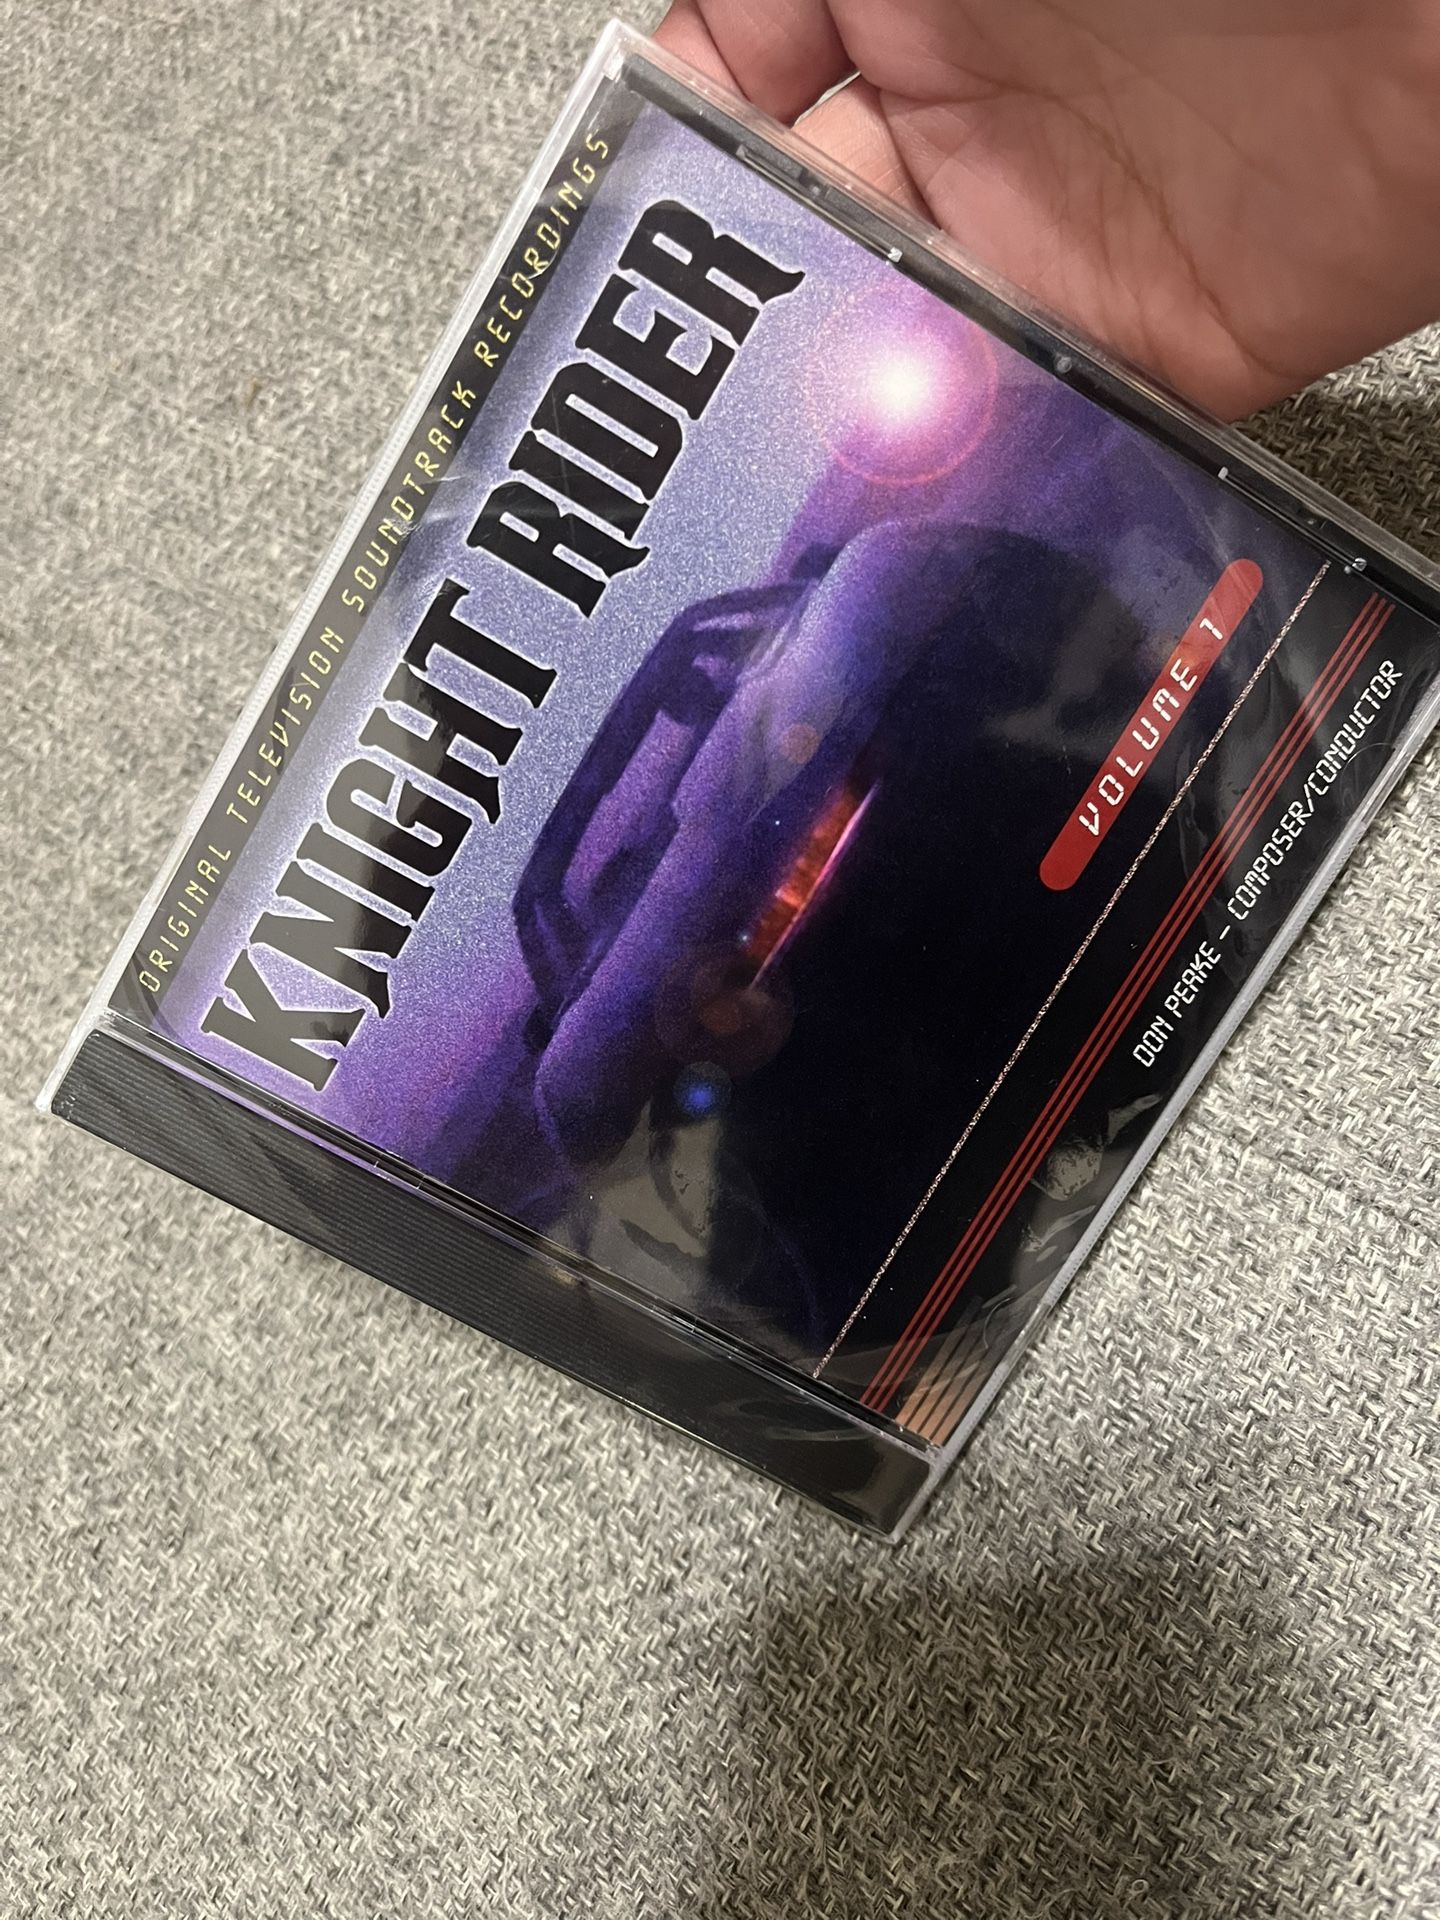 ORIGINAL TELEVISION SOUNDTRACK RECORDINGS
KNIGHT RIDER
VOLUME 1
DON PEAKE - COMPOSER/CONDUCTOR